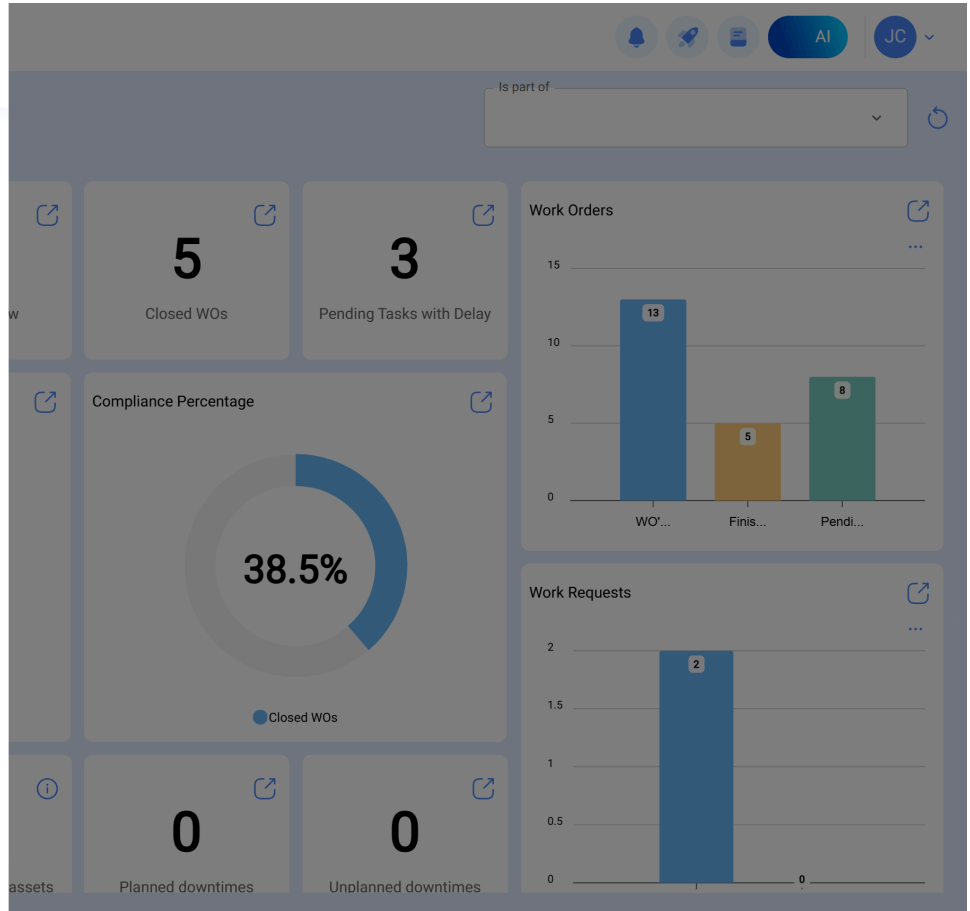 AI
JC
Is part of
5
Closed WOs
3
Pending Tasks with Delay
w
Work Orders
...
15
10
5
0
13
5
8
WO'...
Finis...
Pendi...
Compliance Percentage
38.5%
Closed WOs
Work Requests
...
2
1.5
1
0.5
0
2
0
assets
0
Planned downtimes
0
Unplanned downtimes